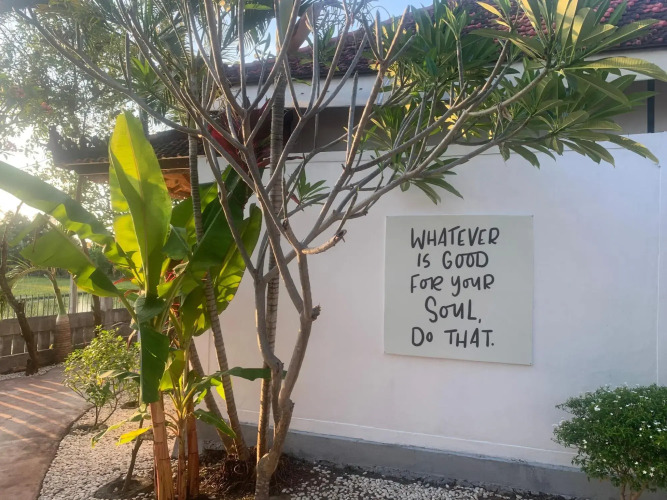 WHATEVER
IS GOOD
FOR YOUR
SOUL,
DO THAT.